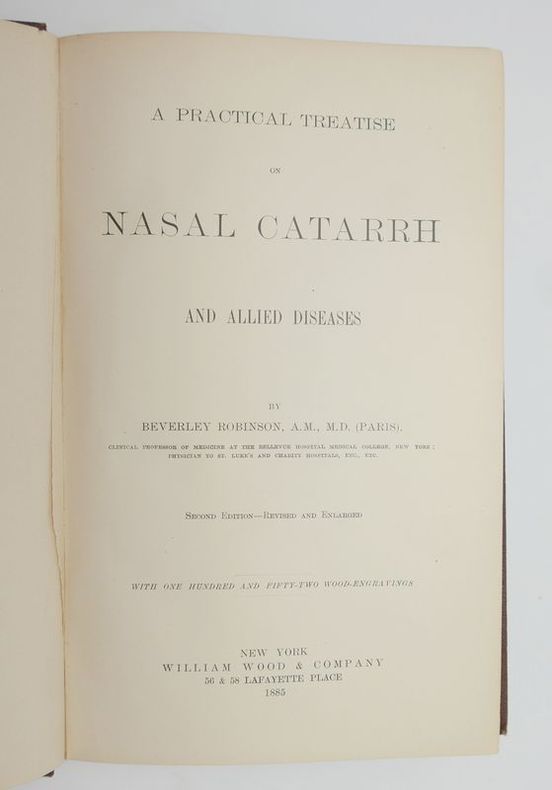 A PRACTICAL TREATISE
ON
NASAL CATARRH
AND ALLIED DISEASES
BY
BEVERLEY ROBINSON, A.M., M.D. (PARIS),
CLINICAL PROFESSOR OF MEDICINE AT THE BELLEVUE HOSPITAL MEDICAL COLLEGE, NEW YORK;
PHYSICIAN TO ST. LUKE'S AND CHARITY HOSPITALS, ETC., ETC.
SECOND EDITION—REVISED AND ENLARGED
WITH ONE HUNDRED AND FIFTY-TWO WOOD-ENGRAVINGS
NEW YORK
WILLIAM WOOD & COMPANY
56 & 58 LAFAYETTE PLACE
1885